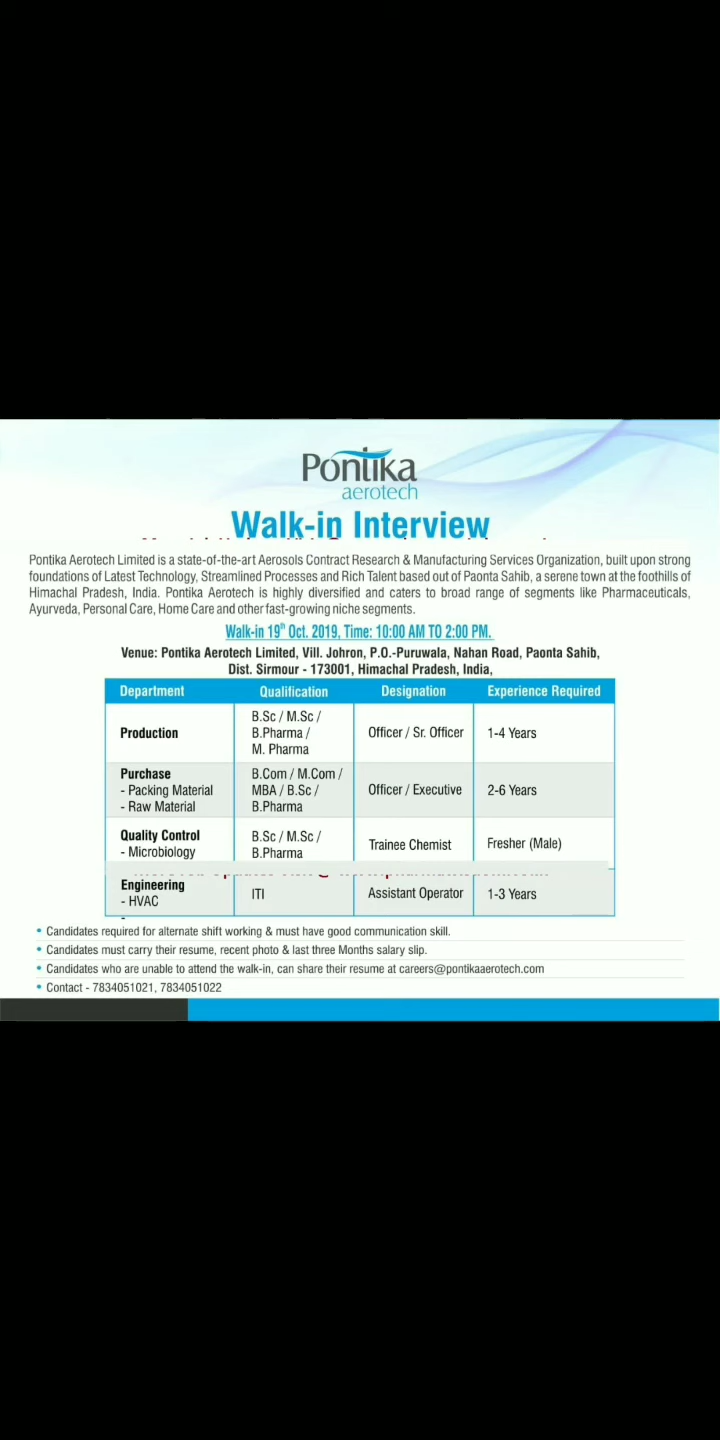 Pontika
aerotech
Walk-in Interview
Pontika Aerotech Limited is a state-of-the-art Aerosols Contract Research & Manufacturing Services Organization, built upon strong
foundations of Latest Technology, Streamlined Processes and Rich Talent based out of Paonta Sahib, a serene town at the foothills of
Himachal Pradesh, India. Pontika Aerotech is highly diversified and caters to broad range of segments like Pharmaceuticals,
Ayurveda, Personal Care, Home Care and other fast-growing niche segments.
Walk-in 19th Oct. 2019, Time: 10:00 AM TO 2:00 PM.
Venue: Pontika Aerotech Limited, Vill. Johron, P.O.-Puruwala, Nahan Road, Paonta Sahib,
Dist. Sirmour - 173001, Himachal Pradesh, India,
Department Qualification Designation Experience Required
Production
B.Sc / M.Sc /
B.Pharma /
M. Pharma
Officer / Sr. Officer
1-4 Years
Purchase
- Packing Material
- Raw Material
B.Com / M.Com /
MBA / B.Sc /
B.Pharma
Officer / Executive
2-6 Years
Quality Control
- Microbiology
B.Sc / M.Sc /
B.Pharma
Trainee Chemist
Fresher (Male)
Engineering
- HVAC
ITI
Assistant Operator
1-3 Years
• Candidates required for alternate shift working & must have good communication skill.
• Candidates must carry their resume, recent photo & last three Months salary slip.
• Candidates who are unable to attend the walk-in, can share their resume at careers@pontikaaerotech.com
• Contact - 7834051021, 7834051022